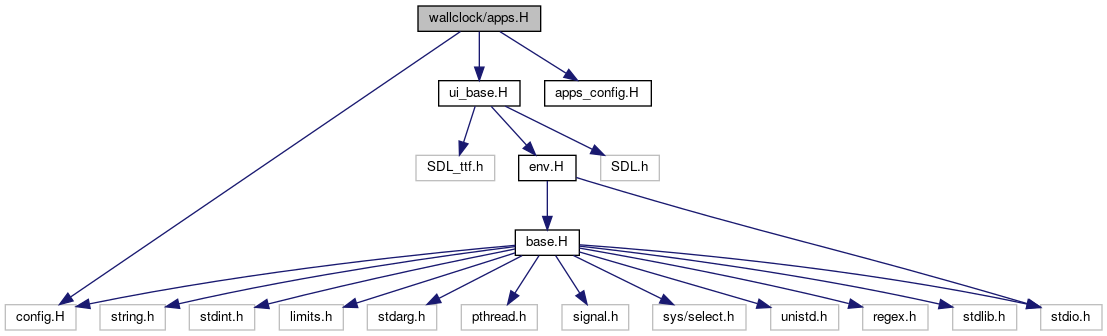 wallclock/apps.H
ui_base.H
apps_config.H
SDL_ttf.h
env.H
SDL.h
base.H
config.H
string.h
stdint.h
limits.h
stdarg.h
pthread.h
signal.h
sys/select.h
unistd.h
regex.h
stdlib.h
stdio.h